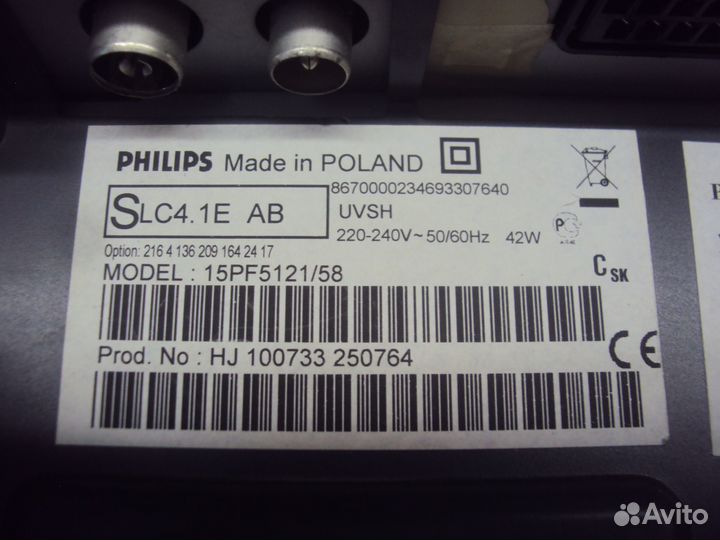 PHILIPS Made in POLAND
8670000234693307640
SLC4.1E AB
UVSH
220-240V~50/60Hz 42W
Option: 216 4 136 209 164 24 17
MODEL : 15PF5121/58
C SK
Prod. No : HJ 100733 250764
CE
Avito